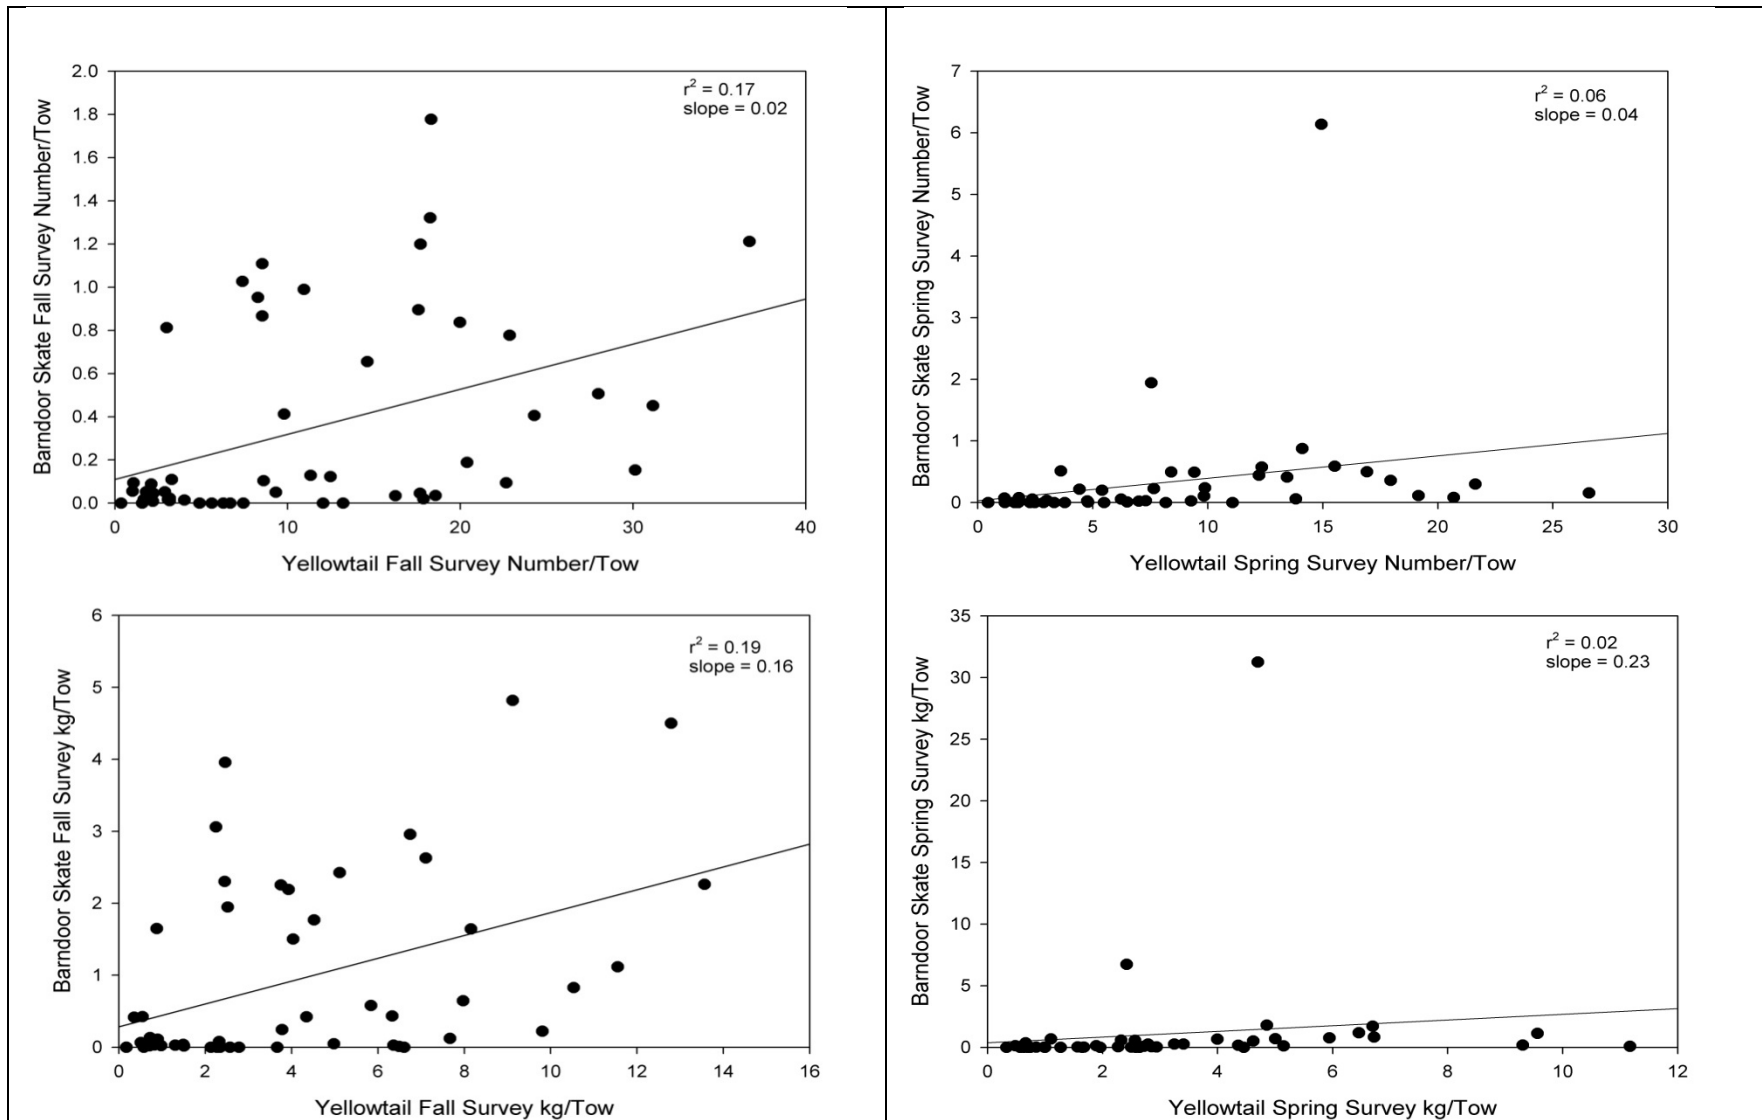 2.0
1.8
1.6
1.4
1.2
1.0
0.8
0.6
0.4
0.2
0.0
Barndoor Skate Fall Survey Number/Tow
r² = 0.17
slope = 0.02
0 10 20 30 40
Yellowtail Fall Survey Number/Tow
7
6
5
4
3
2
1
0
Barndoor Skate Spring Survey Number/Tow
r² = 0.06
slope = 0.04
0 5 10 15 20 25 30
Yellowtail Spring Survey Number/Tow
6
5
4
3
2
1
0
Barndoor Skate Fall Survey kg/Tow
r² = 0.19
slope = 0.16
0 2 4 6 8 10 12 14 16
Yellowtail Fall Survey kg/Tow
35
30
25
20
15
10
5
0
Barndoor Skate Spring Survey kg/Tow
r² = 0.02
slope = 0.23
0 2 4 6 8 10 12
Yellowtail Spring Survey kg/Tow